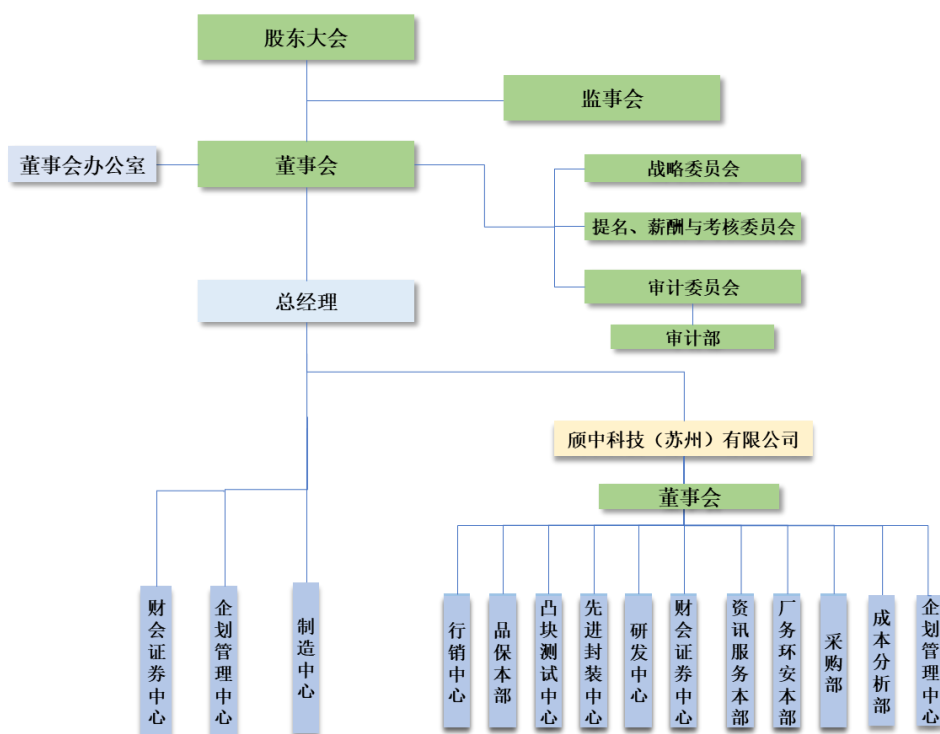 股东大会
监事会
董事会办公室
董事会
战略委员会
提名、薪酬与考核委员会
审计委员会
审计部
总经理
颀中科技（苏州）有限公司
董事会
财会证券中心
企划管理中心
制造中心
行销中心
品保本部
凸块测试中心
先进封装中心
研发中心
财会证券中心
资讯服务本部
厂务环安本部
采购部
成本分析部
企划管理中心